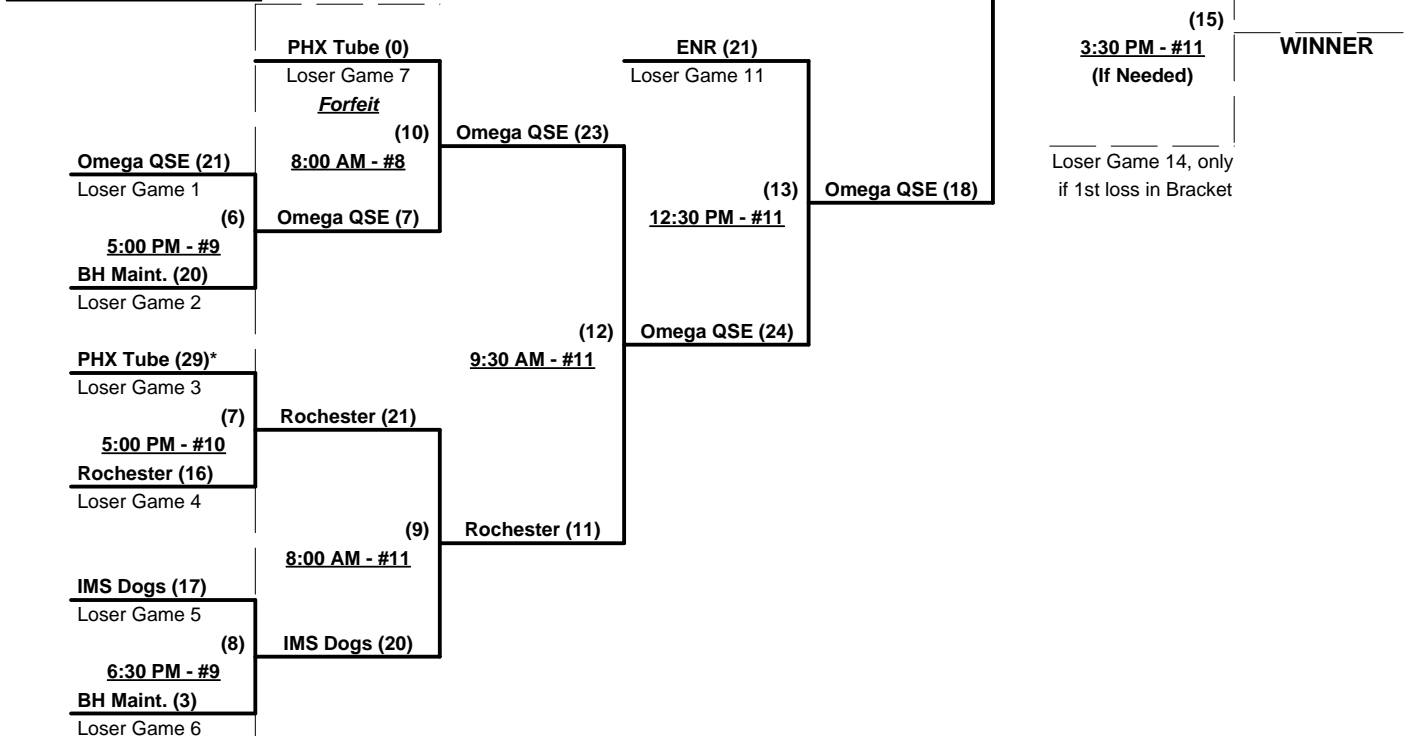 (15)
PHX Tube (0)
ENR (21)
3:30 PM - #11
WINNER
Loser Game 7
Loser Game 11
(If Needed)
Forfeit
(10)
Omega QSE (23)
Omega QSE (21)
8:00 AM - #8
Loser Game 14, only
Loser Game 1
(13)
Omega QSE (18)
if 1st loss in Bracket
(6)
Omega QSE (7)
12:30 PM - #11
5:00 PM - #9
BH Maint. (20)
Loser Game 2
(12)
Omega QSE (24)
PHX Tube (29)*
9:30 AM - #11
Loser Game 3
(7)
Rochester (21)
5:00 PM - #10
Rochester (16)
Loser Game 4
(9)
Rochester (11)
8:00 AM - #11
IMS Dogs (17)
Loser Game 5
(8)
IMS Dogs (20)
6:30 PM - #9
BH Maint. (3)
Loser Game 6